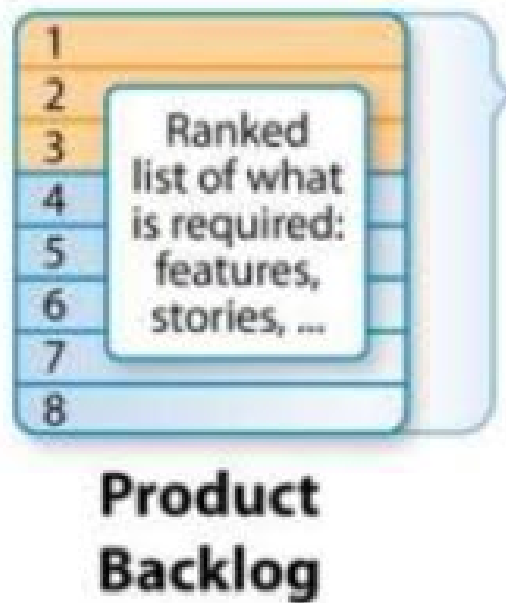 1
2
3
4
5
6
7
8
Ranked
list of what
is required:
features,
stories, ...
Product
Backlog